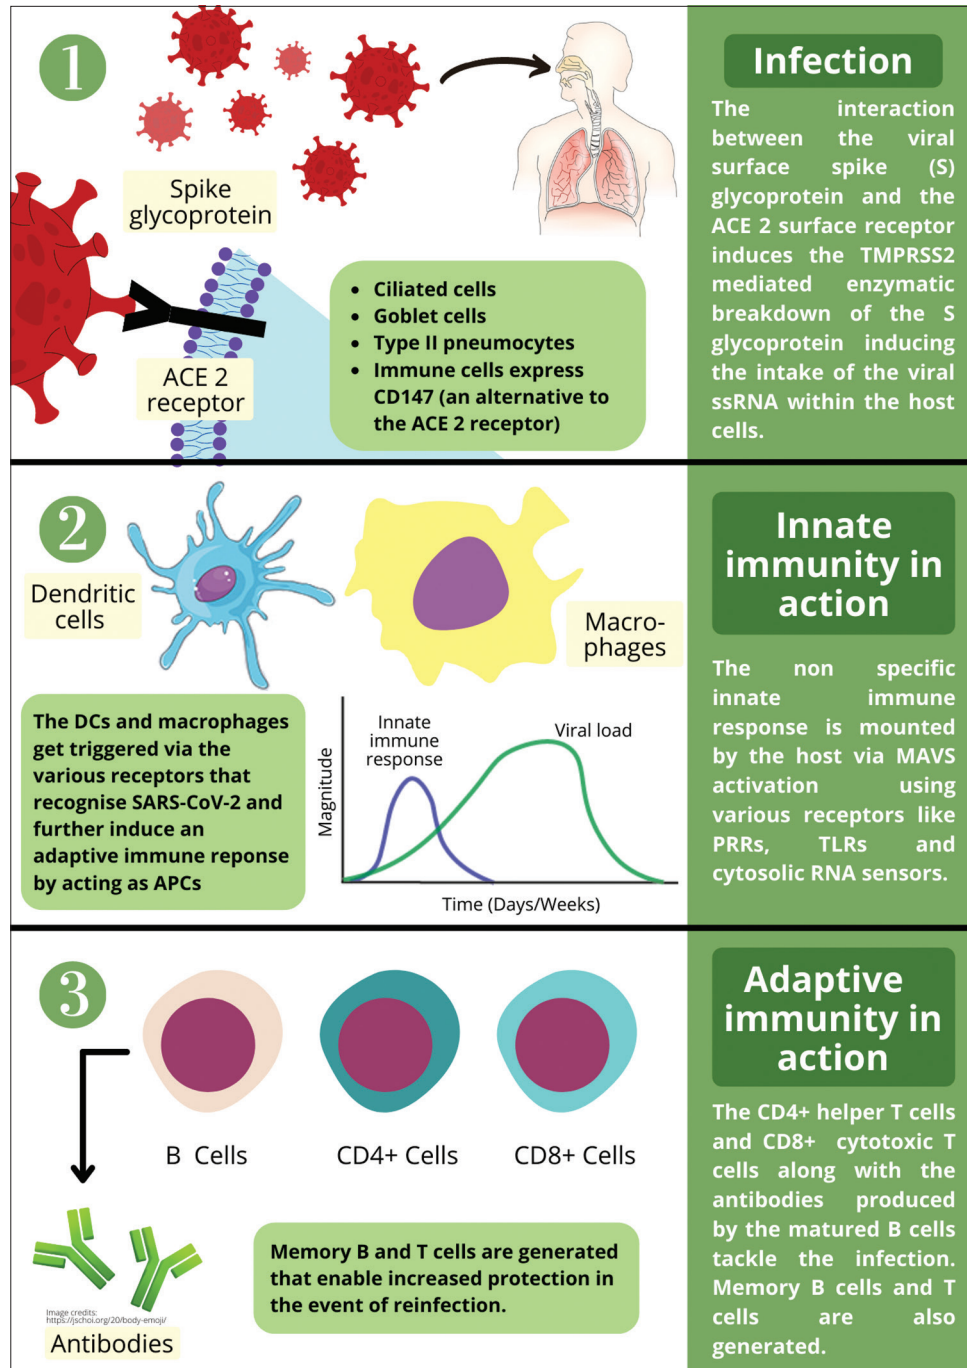 1
Spike
glycoprotein
ACE 2
receptor
• Ciliated cells
• Goblet cells
• Type II pneumocytes
• Immune cells express
CD147 (an alternative to
the ACE 2 receptor)
Infection
The interaction
between the viral
surface spike (S)
glycoprotein and the
ACE 2 surface receptor
induces the TMPRSS2
mediated enzymatic
breakdown of the S
glycoprotein inducing
the intake of the viral
ssRNA within the host
cells.
2
Dendritic
cells
Macro-
phages
The DCs and macrophages
get triggered via the
various receptors that
recognise SARS-CoV-2 and
further induce an
adaptive immune reponse
by acting as APCs
Magnitude
Innate
immune
response
Viral load
Time (Days/Weeks)
Innate
immunity in
action
The non specific
innate immune
response is mounted
by the host via MAVS
activation using
various receptors like
PRRs, TLRs and
cytosolic RNA sensors.
3
B Cells
CD4+ Cells
CD8+ Cells
Image credits:
https://jschoi.org/20/body-emoji/
Antibodies
Memory B and T cells are generated
that enable increased protection in
the event of reinfection.
Adaptive
immunity in
action
The CD4+ helper T cells
and CD8+ cytotoxic T
cells along with the
antibodies produced
by the matured B cells
tackle the infection.
Memory B cells and T
cells are also
generated.